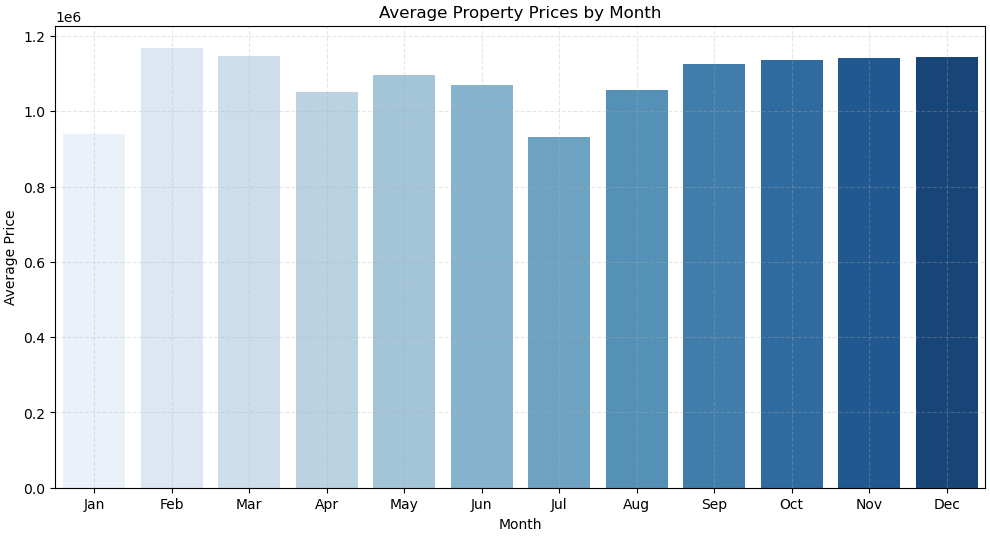 Average Property Prices by Month
1e6
1.2
1.0
0.8
0.6
0.4
0.2
0.0
Average Price
Jan Feb Mar Apr May Jun Jul Aug Sep Oct Nov Dec
Month